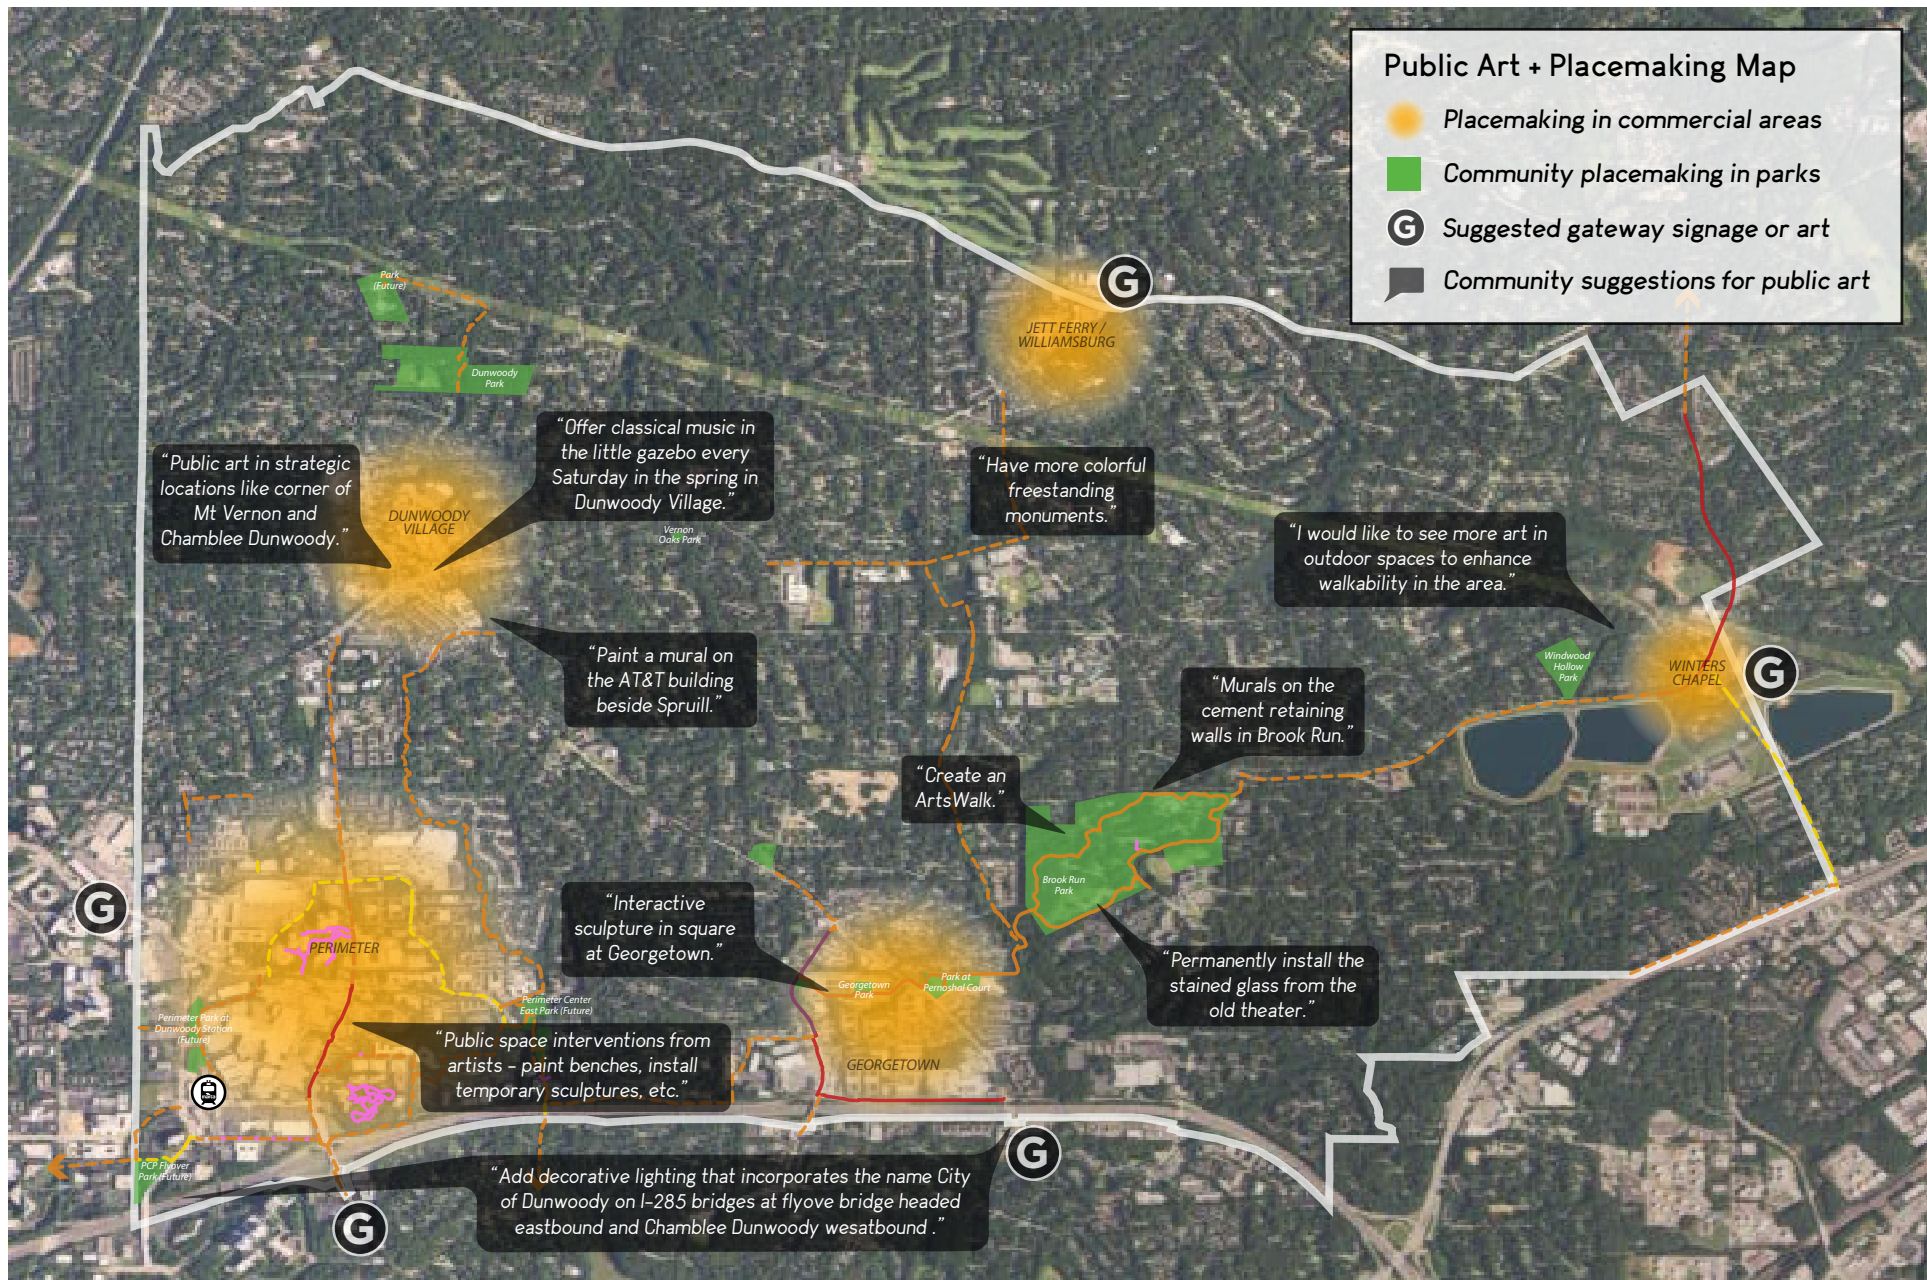 Public Art + Placemaking Map
Placemaking in commercial areas
Community placemaking in parks
G
Suggested gateway signage or art
Community suggestions for public art
Park
(Future)
G
JETT FERRY /
WILLIAMSBURG
Dunwoody
Park
“Public art in strategic
locations like corner of
Mt Vernon and
Chamblee Dunwoody.”
DUNWOODY
VILLAGE
“Offer classical music in
the little gazebo every
Saturday in the spring in
Dunwoody Village.”
Vernon
Oaks Park
“Have more colorful
freestanding
monuments.”
“I would like to see more art in
outdoor spaces to enhance
walkability in the area.”
“Paint a mural on
the AT&T building
beside Spruill.”
Windwood
Hollow
Park
WINTERS
CHAPEL
G
“Murals on the
cement retaining
walls in Brook Run.”
“Create an
ArtsWalk.”
Brook Run
Park
G
PERIMETER
“Interactive
sculpture in square
at Georgetown.”
Georgetown
Park
Park at
Pernoshal Court
“Permanently install the
stained glass from the
old theater.”
Perimeter Center
East Park (Future)
Perimeter Park at
Dunwoody Station
(Future)
“Public space interventions from
artists - paint benches, install
temporary sculptures, etc.”
GEORGETOWN
G
PCP Flyover
Park (Future)
“Add decorative lighting that incorporates the name City
of Dunwoody on I-285 bridges at flyove bridge headed
eastbound and Chamblee Dunwoody wesatbound .”
G